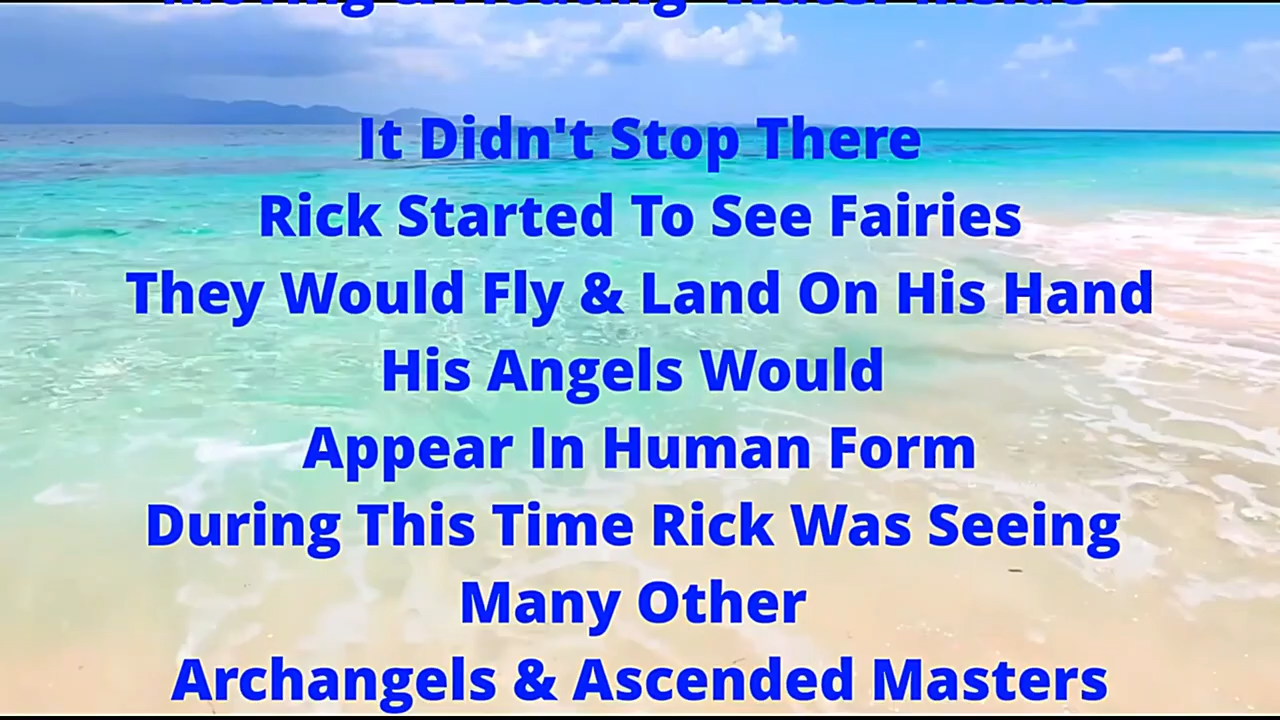 It Didn't Stop There
Rick Started To See Fairies
They Would Fly & Land On His Hand
His Angels Would
Appear In Human Form
During This Time Rick Was Seeing
Many Other
Archangels & Ascended Masters